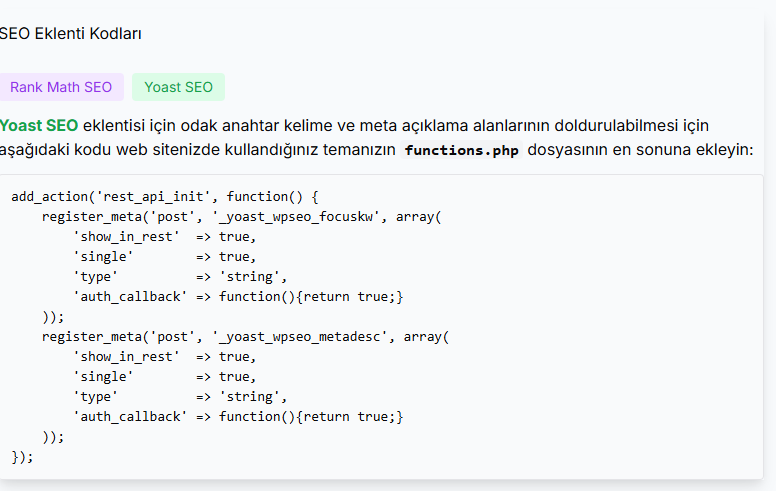 SEO Eklenti Kodları
Rank Math SEO Yoast SEO
Yoast SEO eklentisi için odak anahtar kelime ve meta açıklama alanlarının doldurulabilmesi için
aşağıdaki kodu web sitenizde kullandığınız temanızın functions.php dosyasının en sonuna ekleyin:
add_action('rest_api_init', function() {
    register_meta('post', '_yoast_wpseo_focuskw', array(
        'show_in_rest'  => true,
        'single'        => true,
        'type'          => 'string',
        'auth_callback' => function(){return true;}
    ));
    register_meta('post', '_yoast_wpseo_metadesc', array(
        'show_in_rest'  => true,
        'single'        => true,
        'type'          => 'string',
        'auth_callback' => function(){return true;}
    ));
});